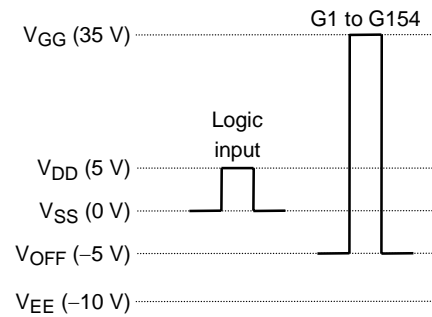 G1 to G154
VGG (35 V)
Logic
input
VDD (5 V)
VSS (0 V)
VOFF (−5 V)
VEE (−10 V)